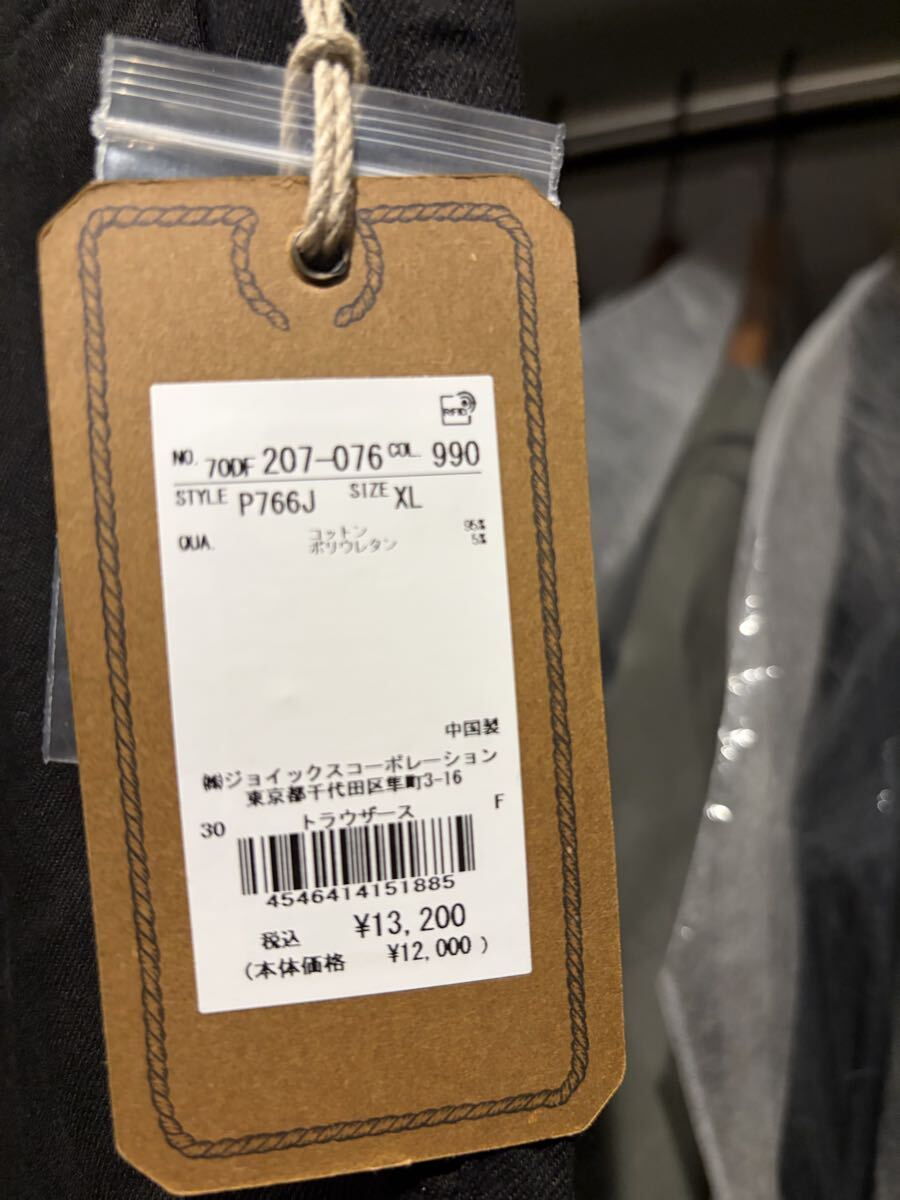 RFID
NO. 70DF 207-076 COL. 990
STYLE P766J SIZE XL
QUA. コットン 95%
ポリウレタン 5%
中国製
㈱ジョイックスコーポレーション
東京都千代田区隼町3-16
30 トラウザース F
4546414151885
税込 ¥13,200
(本体価格 ¥12,000 )